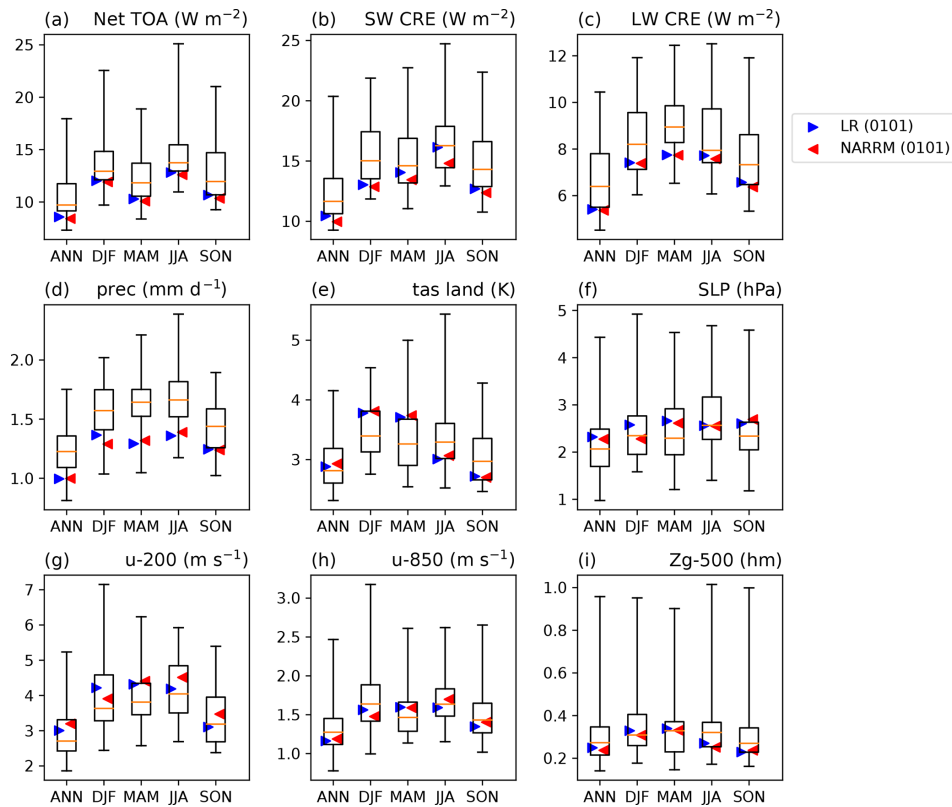 (a) Net TOA (W m⁻²)
(b) SW CRE (W m⁻²)
(c) LW CRE (W m⁻²)
25
20
15
10
ANN DJF MAM JJA SON
25
20
15
10
ANN DJF MAM JJA SON
12
10
8
6
ANN DJF MAM JJA SON
LR (0101)
NARRM (0101)
(d) prec (mm d⁻¹)
(e) tas land (K)
(f) SLP (hPa)
2.0
1.5
1.0
ANN DJF MAM JJA SON
5
4
3
ANN DJF MAM JJA SON
5
4
3
2
1
ANN DJF MAM JJA SON
(g) u-200 (m s⁻¹)
(h) u-850 (m s⁻¹)
(i) Zg-500 (hm)
7
6
5
4
3
2
ANN DJF MAM JJA SON
3.0
2.5
2.0
1.5
1.0
ANN DJF MAM JJA SON
1.0
0.8
0.6
0.4
0.2
ANN DJF MAM JJA SON